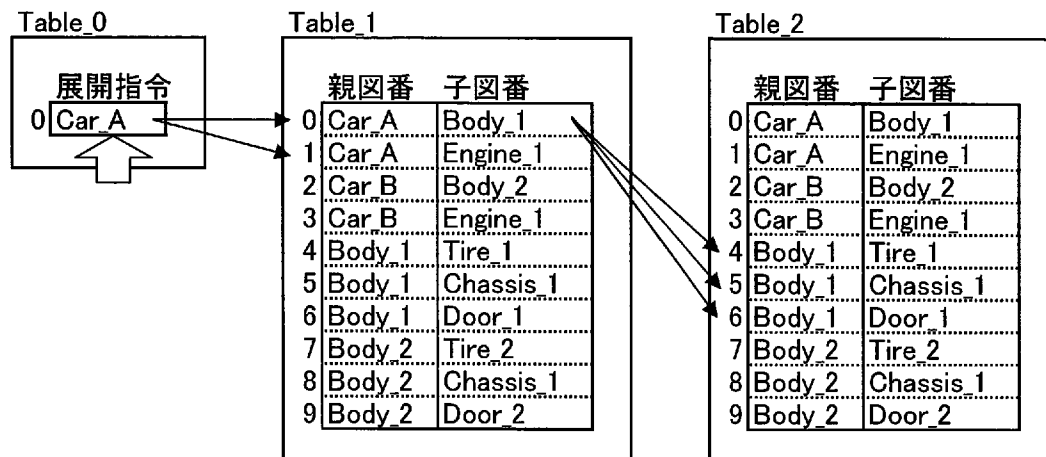 Table_0
展開指令
0 Car_A
Table_1
親図番 子図番
0 Car_A Body_1
1 Car_A Engine_1
2 Car_B Body_2
3 Car_B Engine_1
4 Body_1 Tire_1
5 Body_1 Chassis_1
6 Body_1 Door_1
7 Body_2 Tire_2
8 Body_2 Chassis_1
9 Body_2 Door_2
Table_2
親図番 子図番
0 Car_A Body_1
1 Car_A Engine_1
2 Car_B Body_2
3 Car_B Engine_1
4 Body_1 Tire_1
5 Body_1 Chassis_1
6 Body_1 Door_1
7 Body_2 Tire_2
8 Body_2 Chassis_1
9 Body_2 Door_2